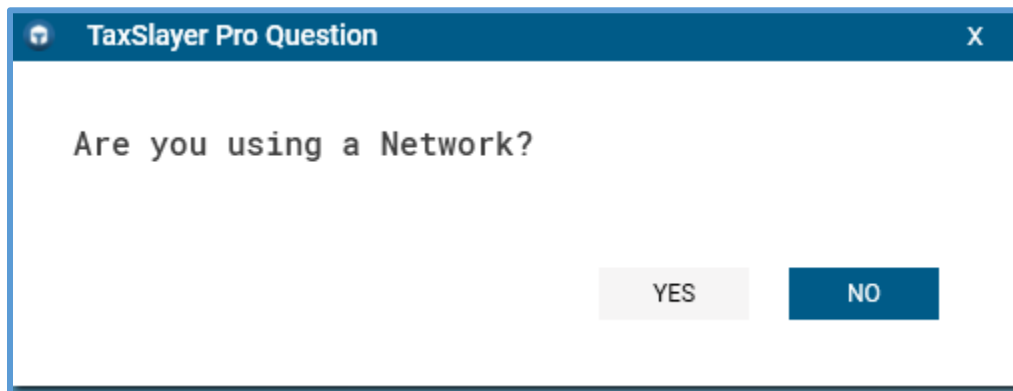 TaxSlayer Pro Question X
Are you using a Network?
YES NO